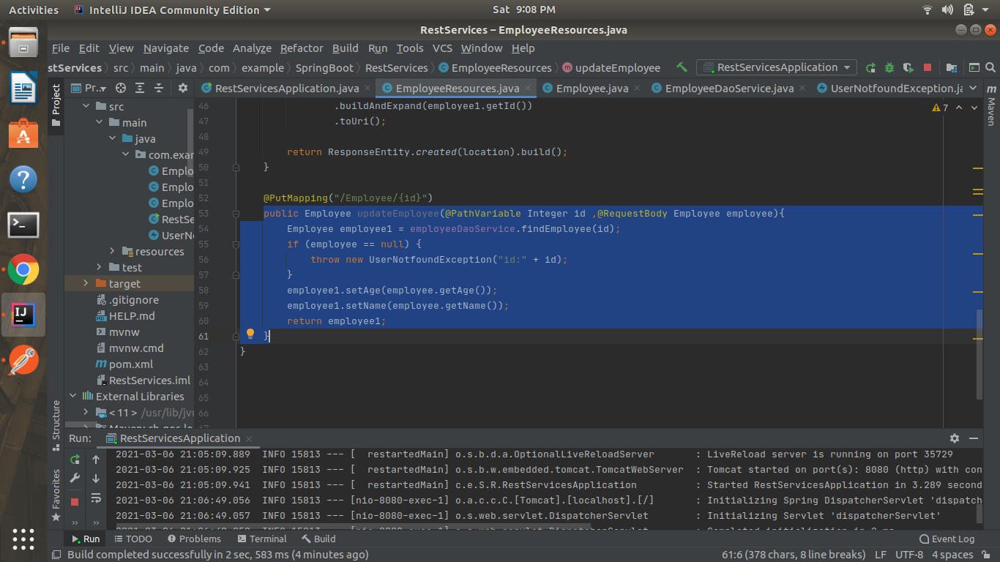 Activities IntelliJ IDEA Community Edition Sat 9:08 PM
RestServices – EmployeeResources.java
File Edit View Navigate Code Analyze Refactor Build Run Tools VCS Window Help
stServices src main java com example SpringBoot RestServices EmployeeResources updateEmployee RestServicesApplication
Project Pr... RestServicesApplication.java EmployeeResources.java Employee.java EmployeeDaoService.java UserNotfoundException.ja Maven
src
main
java
com.exar
Emplo
Emplo
Emplo
RestSe
UserNo
resources
test
target
.gitignore
HELP.md
mvnw
mvnw.cmd
pom.xml
RestServices.iml
External Libraries
< 11 > /usr/lib/jvr
7
46 .buildAndExpand(employee1.getId())
47 .toUri();
48
49 return ResponseEntity.created(location).build();
50 }
51
52 @PutMapping("/Employee/{id}")
53 public Employee updateEmployee(@PathVariable Integer id ,@RequestBody Employee employee){
54 Employee employee1 = employeeDaoService.findEmployee(id);
55 if (employee == null) {
56 throw new UserNotfoundException("id:" + id);
57 }
58 employee1.setAge(employee.getAge());
59 employee1.setName(employee.getName());
60 return employee1;
61 }
62 }
63
64
65
66
Structure
Favorites
Run: RestServicesApplication
2021-03-06 21:05:09.889 INFO 15813 --- [ restartedMain] o.s.b.d.a.OptionalLiveReloadServer : LiveReload server is running on port 35729
2021-03-06 21:05:09.925 INFO 15813 --- [ restartedMain] o.s.b.w.embedded.tomcat.TomcatWebServer : Tomcat started on port(s): 8080 (http) with con
2021-03-06 21:05:09.941 INFO 15813 --- [ restartedMain] c.e.S.R.RestServicesApplication : Started RestServicesApplication in 3.289 second
2021-03-06 21:06:49.056 INFO 15813 --- [nio-8080-exec-1] o.a.c.c.C.[Tomcat].[localhost].[/] : Initializing Spring DispatcherServlet 'dispatch
2021-03-06 21:06:49.057 INFO 15813 --- [nio-8080-exec-1] o.s.web.servlet.DispatcherServlet : Initializing Servlet 'dispatcherServlet'
Run TODO Problems Terminal Build Event Log
Build completed successfully in 2 sec, 583 ms (4 minutes ago) 61:6 (378 chars, 8 line breaks) LF UTF-8 4 spaces